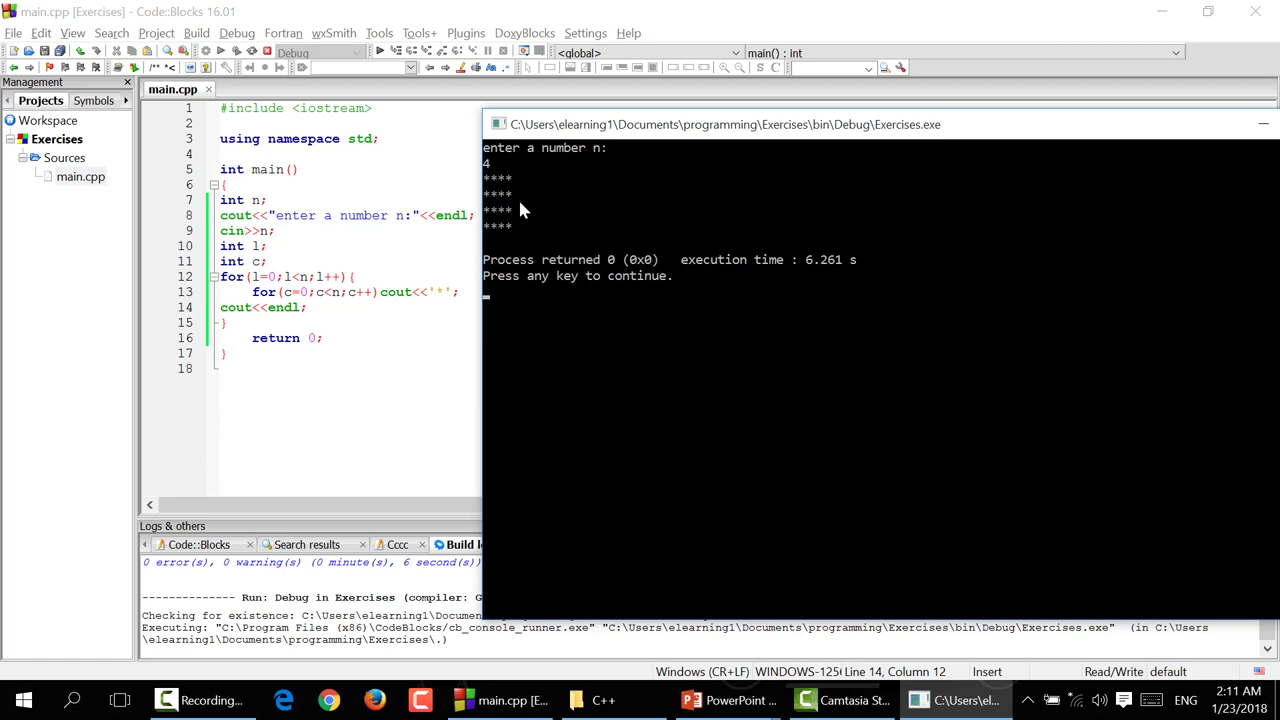 main.cpp [Exercises] - Code::Blocks 16.01
File Edit View Search Project Build Debug Fortran wxSmith Tools Tools+ Plugins DoxyBlocks Settings Help
Debug <global> main() : int
/** *<
Aa .* S C
Management
Projects Symbols
main.cpp ×
Workspace
Exercises
Sources
main.cpp
1 #include <iostream>
2
3 using namespace std;
4
5 int main()
6 {
7 int n;
8 cout<<"enter a number n:"<<endl;
9 cin>>n;
10 int l;
11 int c;
12 for(l=0;l<n;l++){
13 for(c=0;c<n;c++)cout<<'*';
14 cout<<endl;
15 }
16 return 0;
17 }
18
C:\Users\elearning1\Documents\programming\Exercises\bin\Debug\Exercises.exe
enter a number n:
4
****
****
****
****
Process returned 0 (0x0) execution time : 6.261 s
Press any key to continue.
Logs & others
Code::Blocks × Search results × Cccc × Build l
0 error(s), 0 warning(s) (0 minute(s), 6 second(s))
-------------- Run: Debug in Exercises (compiler: G
Checking for existence: C:\Users\elearning1\Docum
Executing: "C:\Program Files (x86)\CodeBlocks/cb_console_runner.exe" "C:\Users\elearning1\Documents\programming\Exercises\bin\Debug\Exercises.exe" (in C:\Users
\elearning1\Documents\programming\Exercises\.)
Windows (CR+LF) WINDOWS-125 Line 14, Column 12 Insert Read/Write default
Recording... main.cpp [E... C++ PowerPoint ... Camtasia St... C:\Users\el... ENG
2:11 AM
1/23/2018